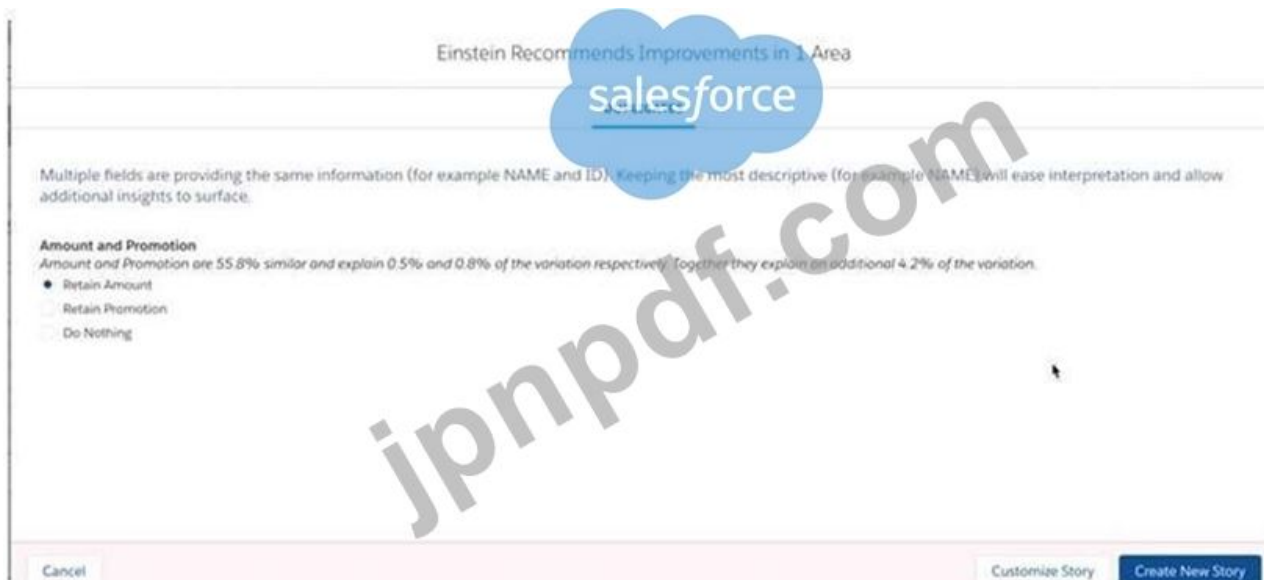 Einstein Recommends Improvements in 1 Area
salesforce
Multiple fields are providing the same information (for example NAME and ID). Keeping the most descriptive (for example NAME) will ease interpretation and allow
additional insights to surface.
Amount and Promotion
Amount and Promotion are 55.8% similar and explain 0.5% and 0.8% of the variation respectively. Together they explain an additional 4.2% of the variation.
Retain Amount
Retain Promotion
Do Nothing
jpnpdf.com
Cancel
Customize Story
Create New Story